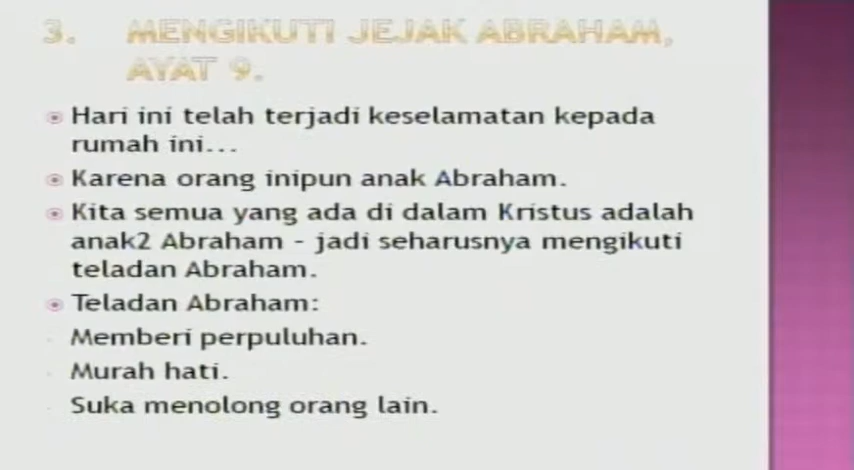 3. MENGIKUTI JEJAK ABRAHAM,
AYAT 9.
Hari ini telah terjadi keselamatan kepada
rumah ini...
Karena orang inipun anak Abraham.
Kita semua yang ada di dalam Kristus adalah
anak2 Abraham - jadi seharusnya mengikuti
teladan Abraham.
Teladan Abraham:
- Memberi perpuluhan.
- Murah hati.
- Suka menolong orang lain.